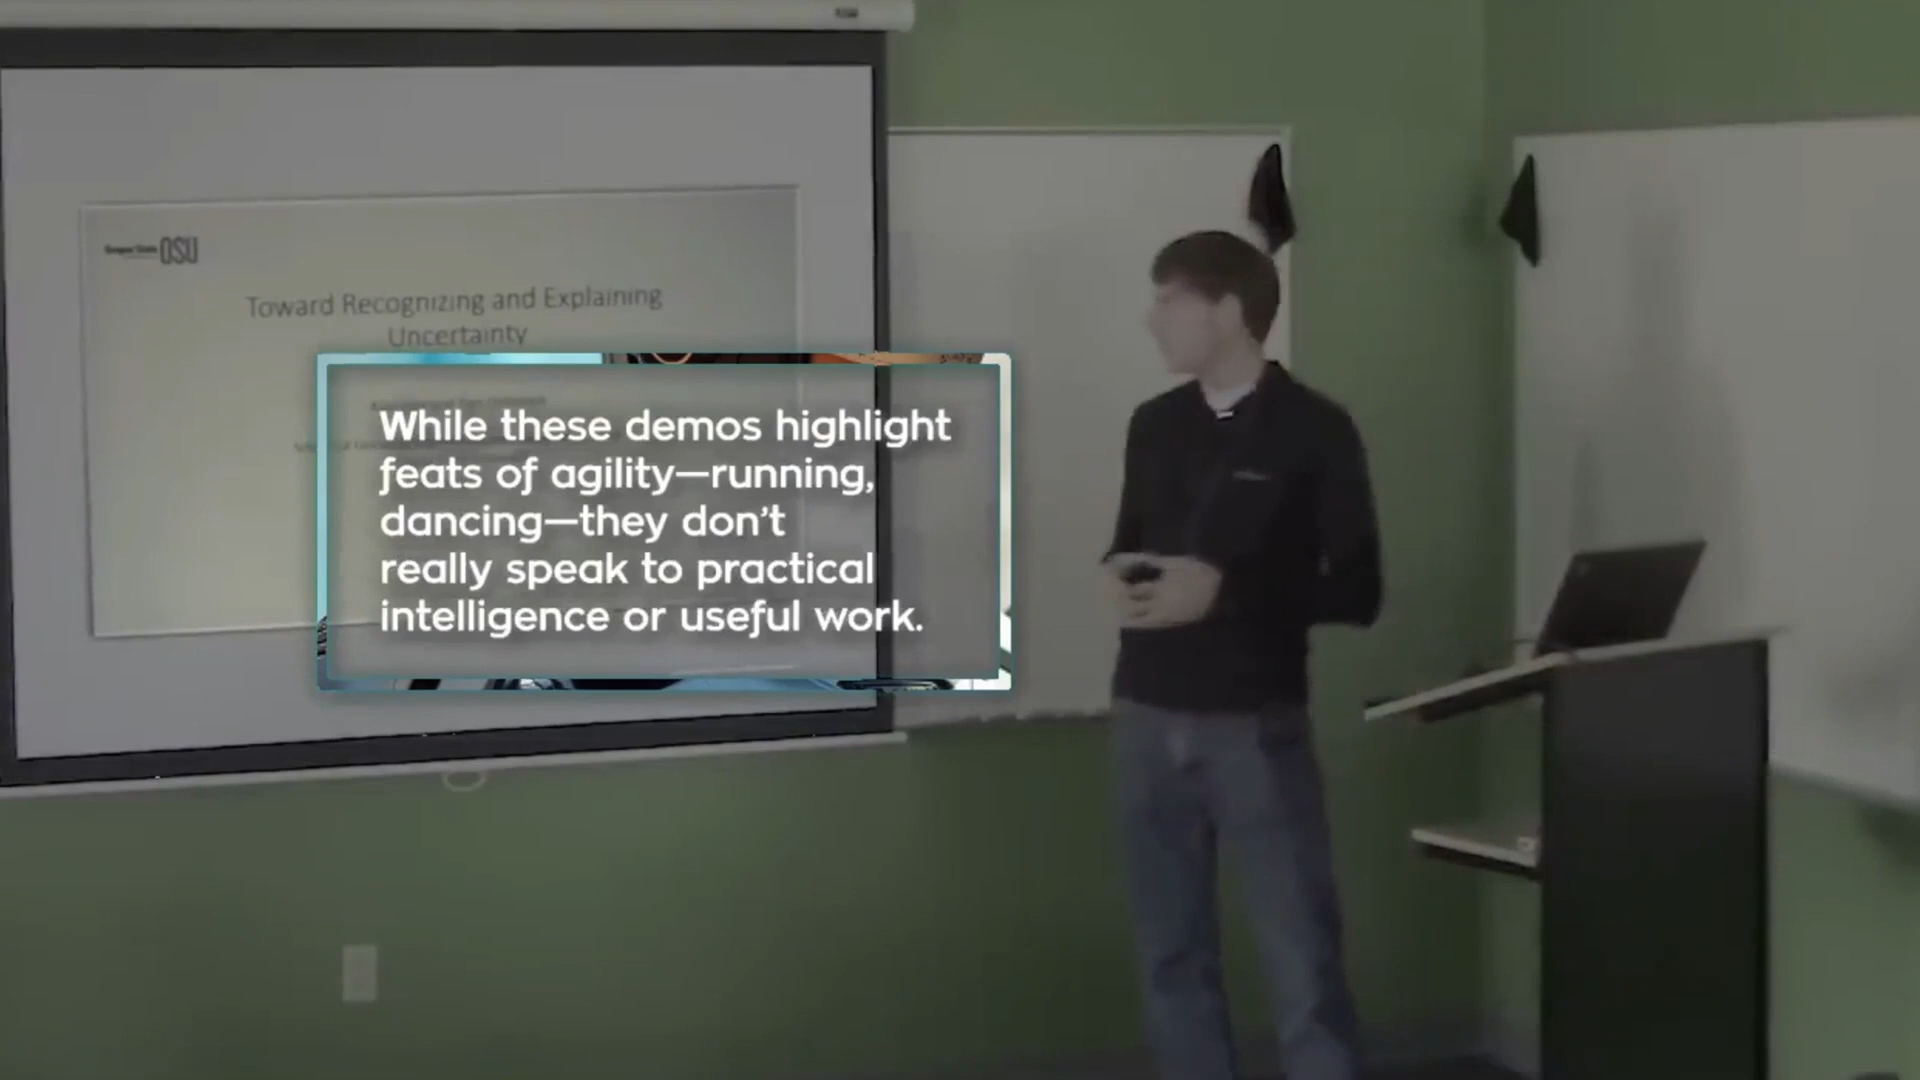 OSU
Toward Recognizing and Explaining
Uncertainty
While these demos highlight
feats of agility—running,
dancing—they don't
really speak to practical
intelligence or useful work.